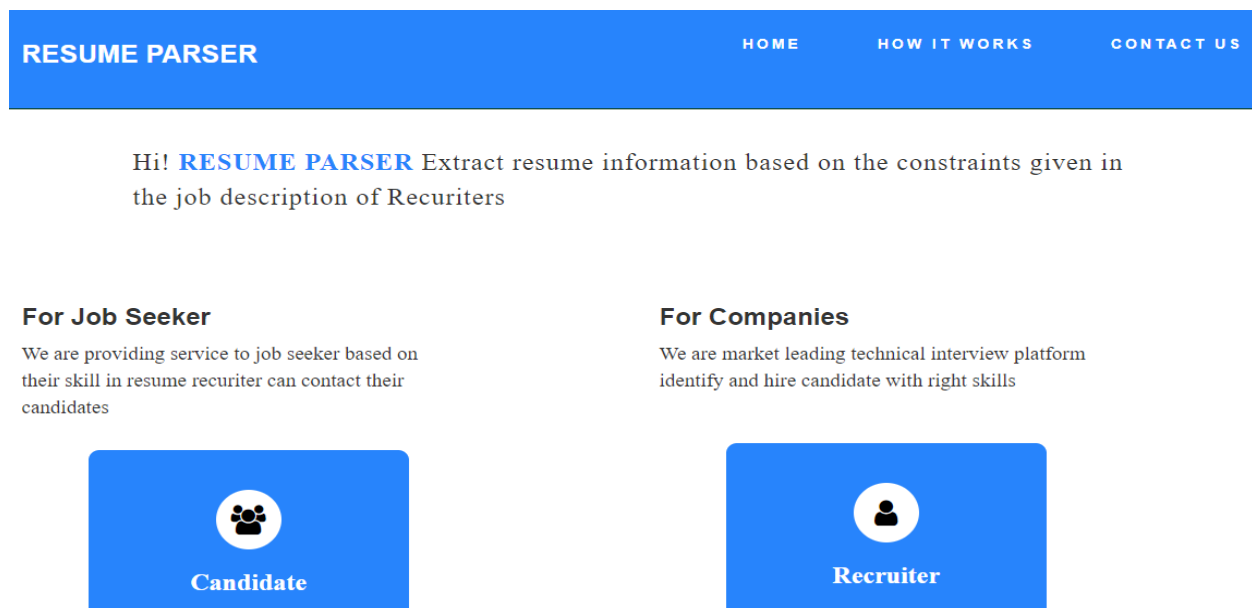 RESUME PARSER
HOME HOW IT WORKS CONTACT US
Hi! RESUME PARSER Extract resume information based on the constraints given in
the job description of Recuriters
For Job Seeker
We are providing service to job seeker based on
their skill in resume recuriter can contact their
candidates
Candidate
For Companies
We are market leading technical interview platform
identify and hire candidate with right skills
Recruiter